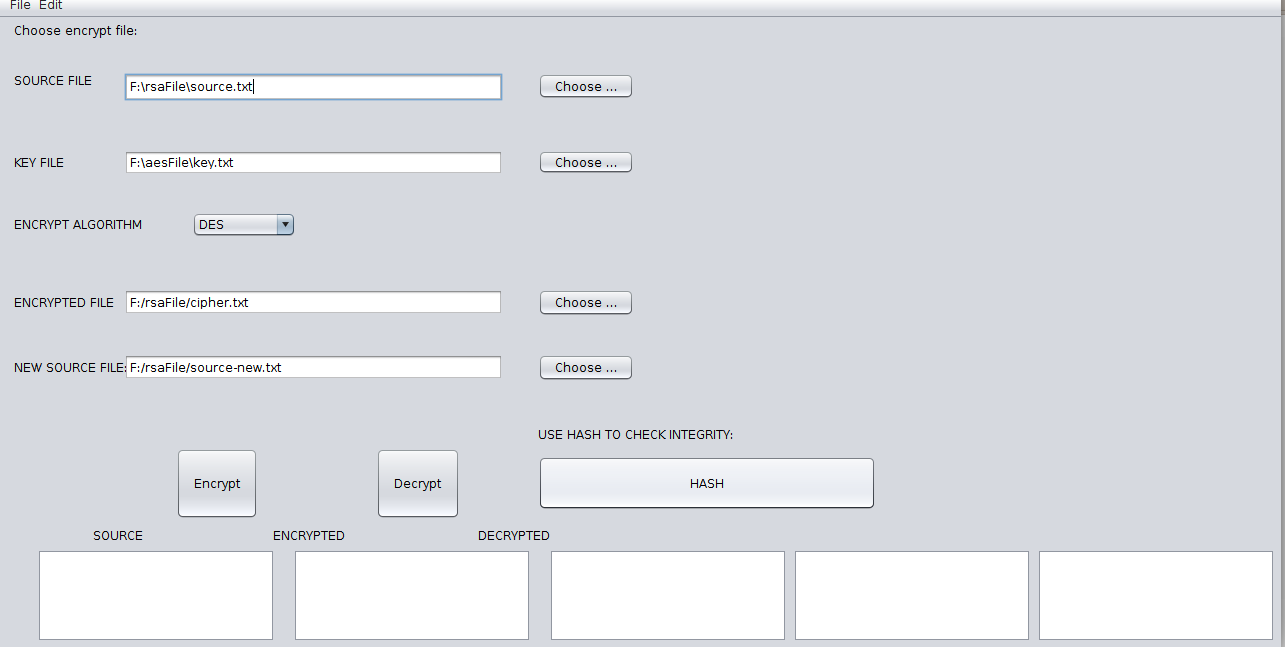 File Edit
Choose encrypt file:
SOURCE FILE F:\rsaFile\source.txt Choose ...
KEY FILE F:\aesFile\key.txt Choose ...
ENCRYPT ALGORITHM DES
ENCRYPTED FILE F:/rsaFile/cipher.txt Choose ...
NEW SOURCE FILE: F:/rsaFile/source-new.txt Choose ...
USE HASH TO CHECK INTEGRITY:
Encrypt Decrypt HASH
SOURCE ENCRYPTED DECRYPTED